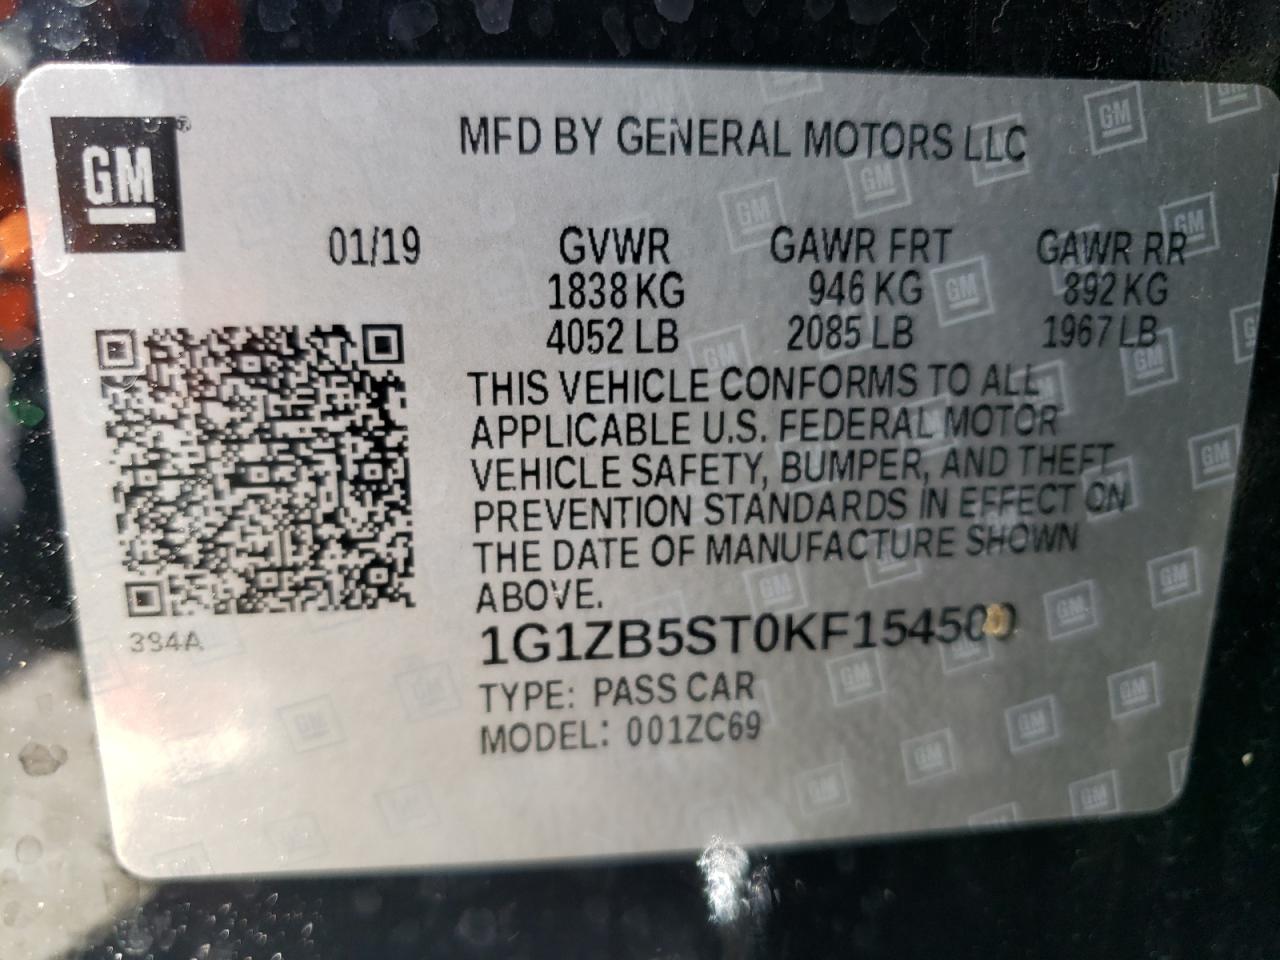 GM
MFD BY GENERAL MOTORS LLC
01/19 GVWR GAWR FRT GAWR RR
1838 KG 946 KG 892 KG
4052 LB 2085 LB 1967 LB
THIS VEHICLE CONFORMS TO ALL
APPLICABLE U.S. FEDERAL MOTOR
VEHICLE SAFETY, BUMPER, AND THEFT
PREVENTION STANDARDS IN EFFECT ON
THE DATE OF MANUFACTURE SHOWN
ABOVE.
1G1ZB5ST0KF154500
394A
TYPE: PASS CAR
MODEL: 001ZC69